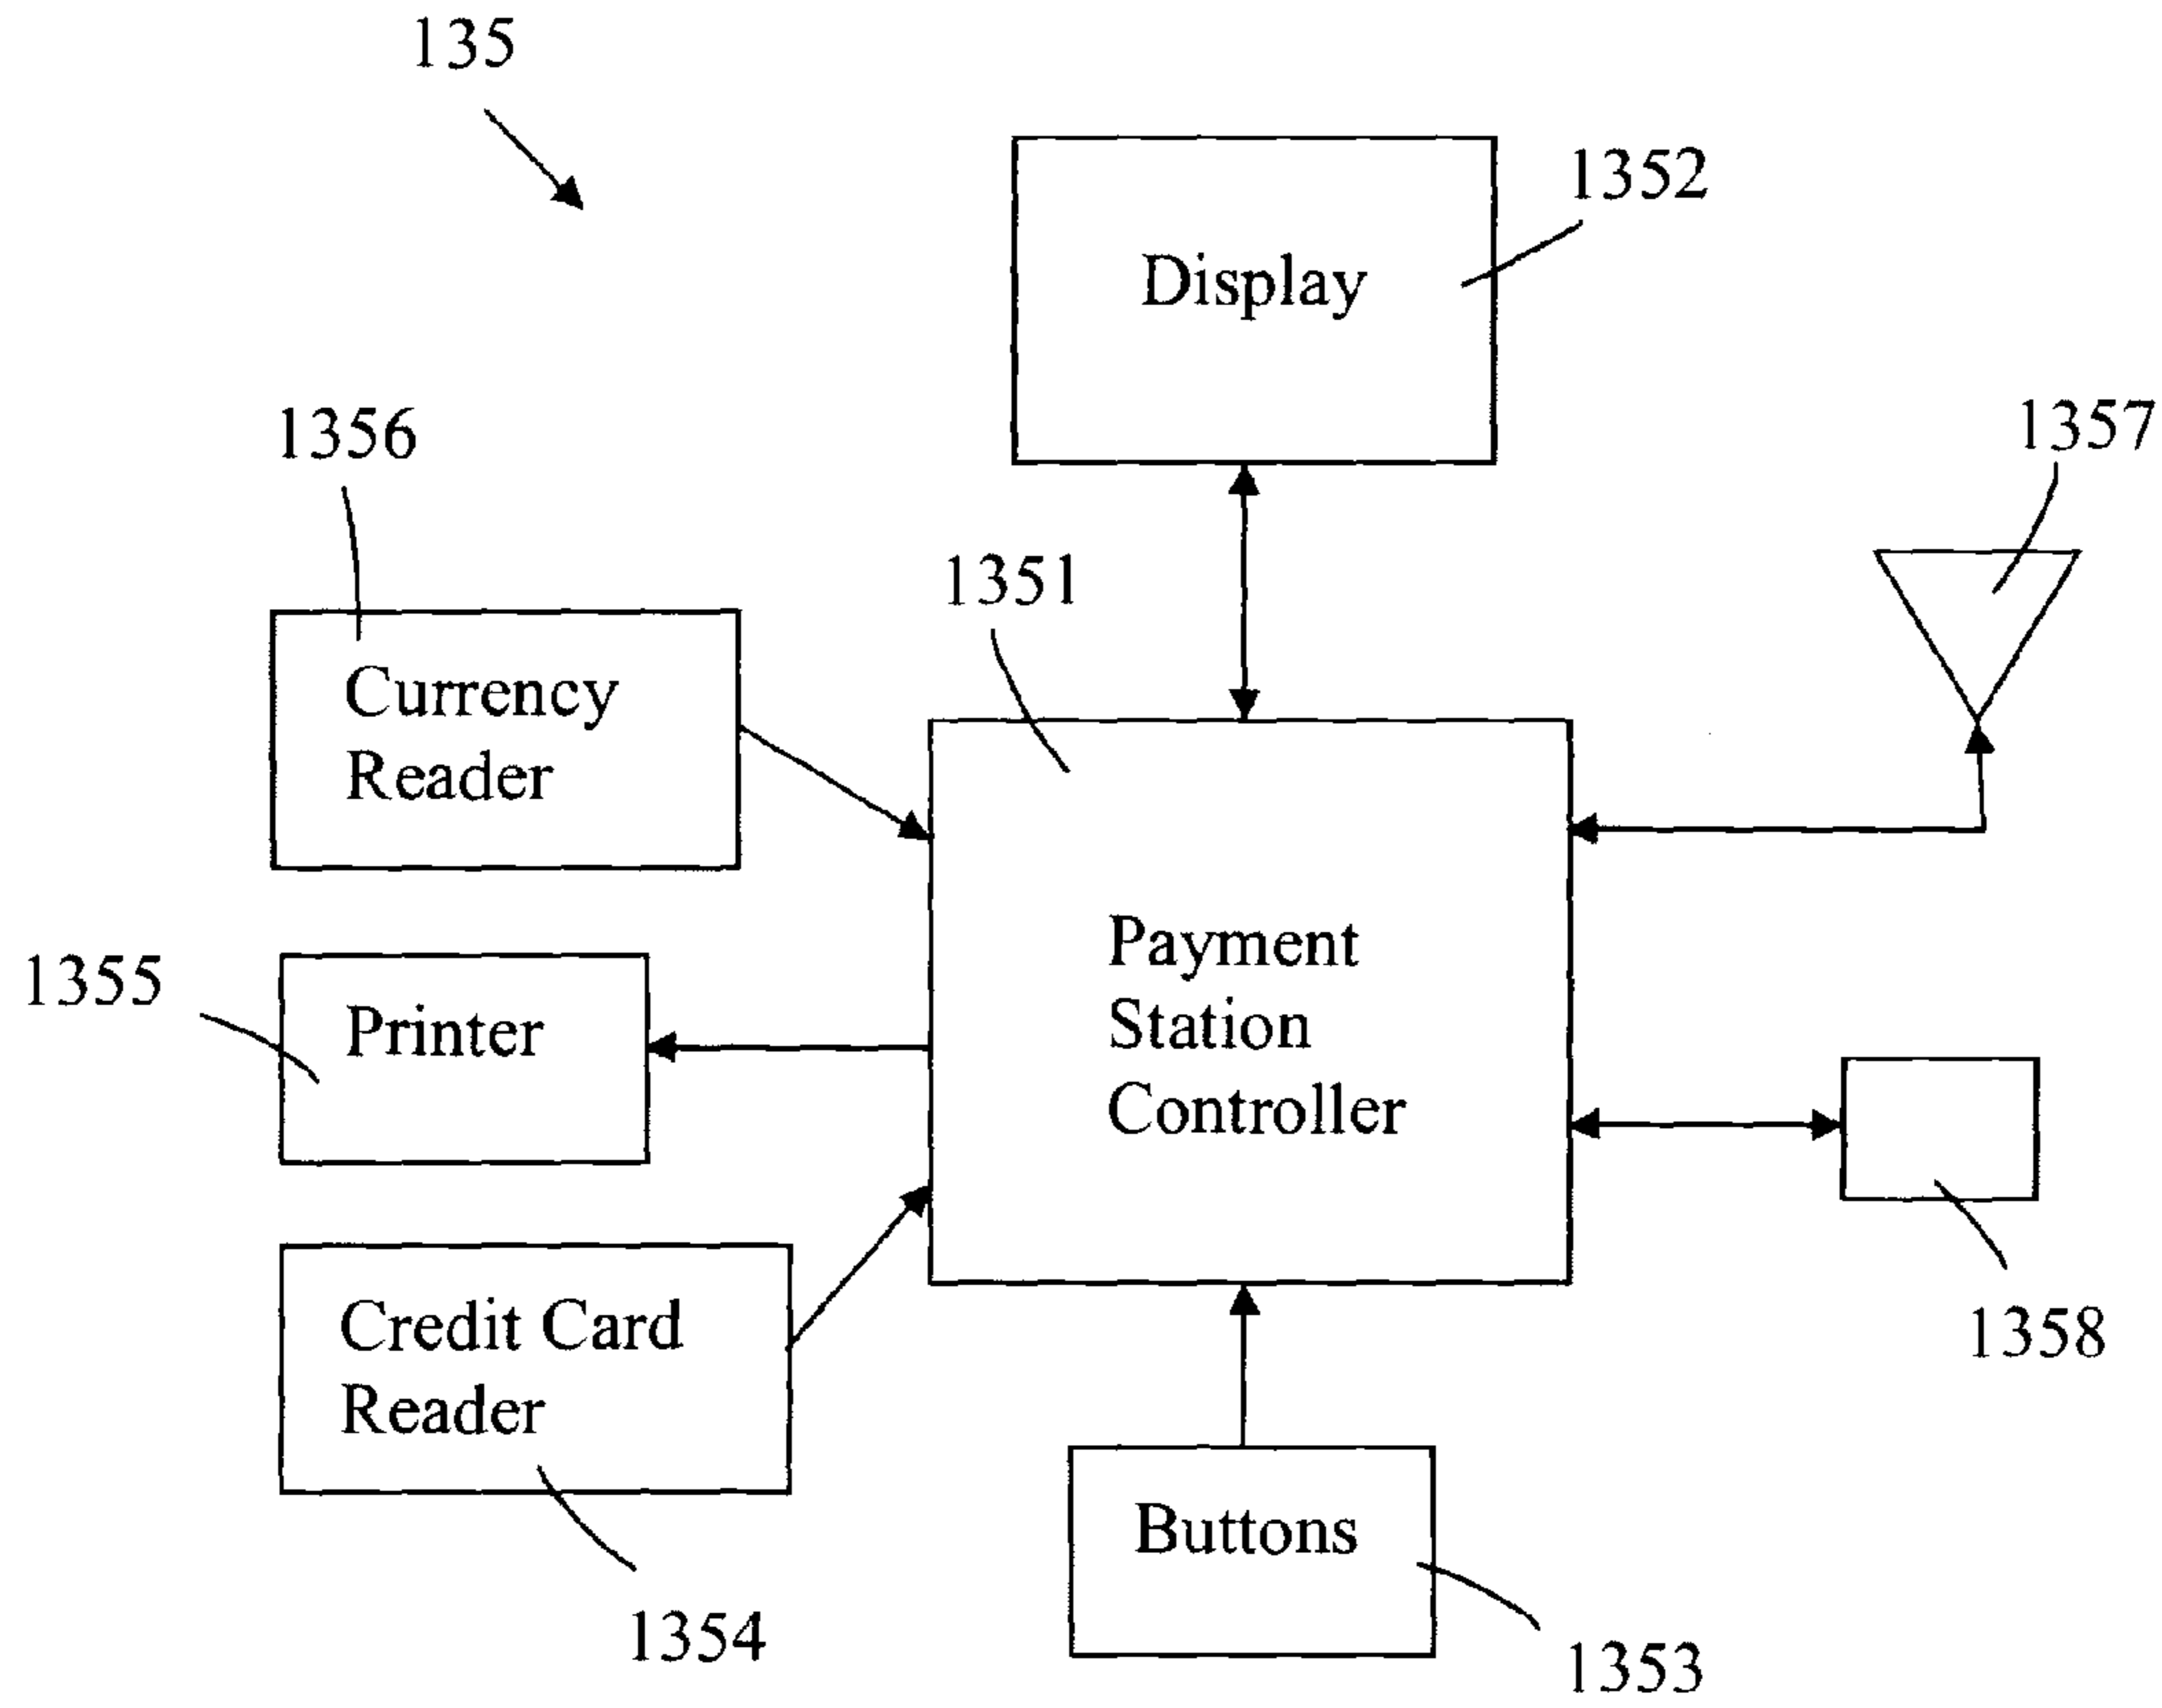 135
1352
Display
1356
1357
1351
Currency
Reader
Payment
Station
Controller
1355
Printer
1358
Credit Card
Reader
Buttons
1354
1353